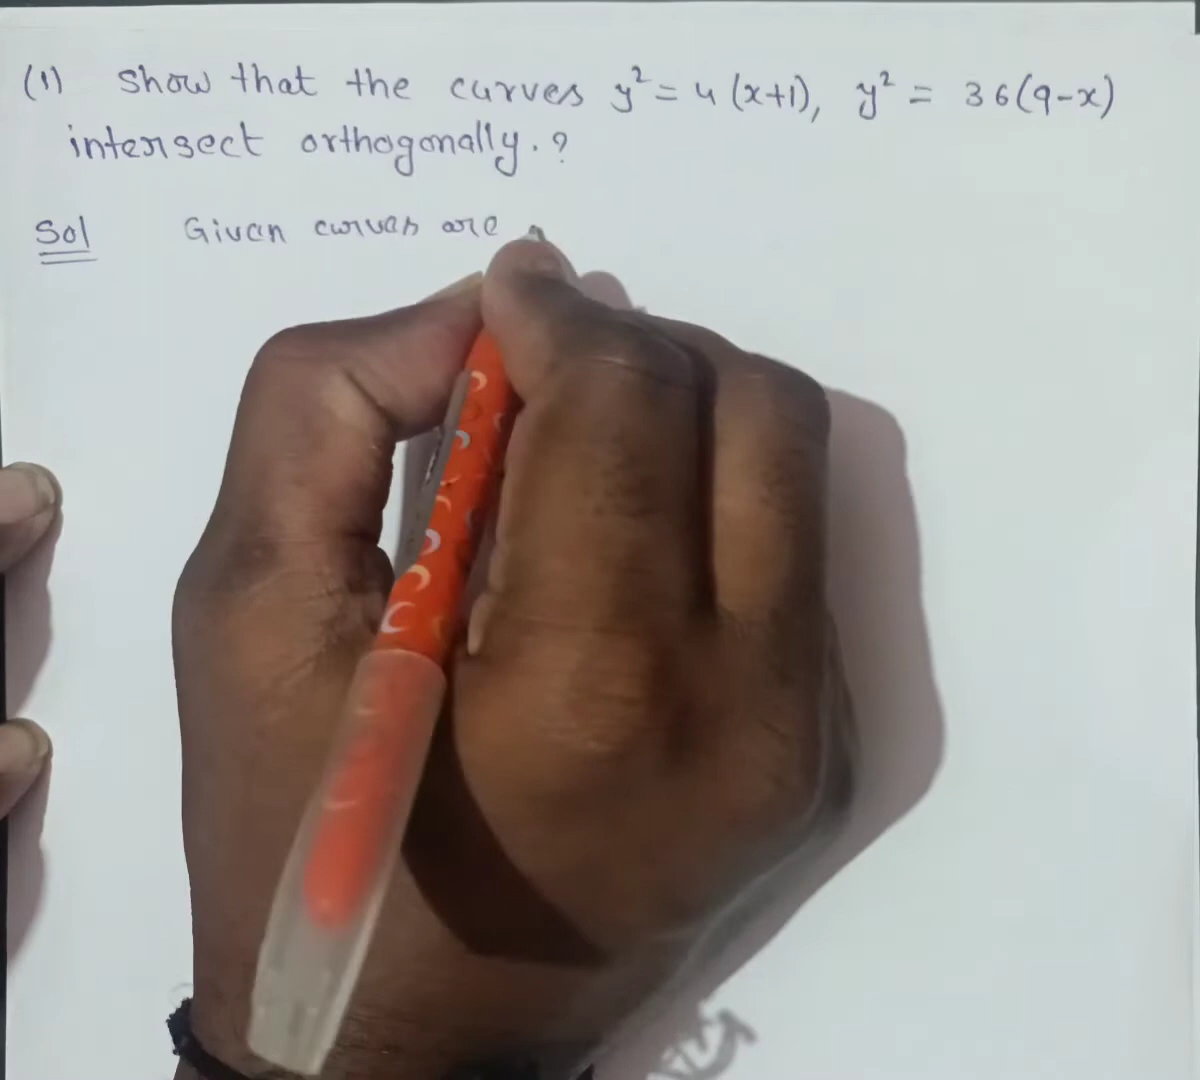 (1) Show that the curves y² = 4(x+1), y² = 36(9-x)
intersect orthogonally.?
Sol Given curves are